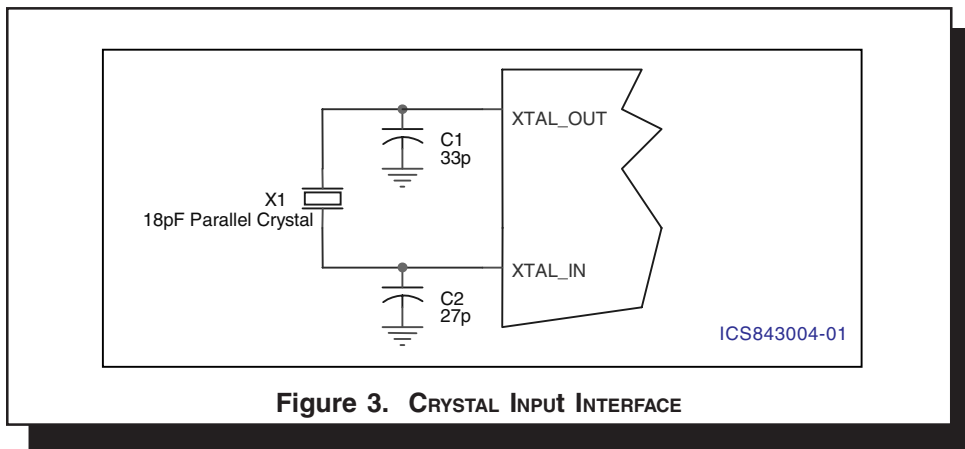 XTAL_OUT
C1
33p
X1
18pF Parallel Crystal
XTAL_IN
C2
27p
ICS843004-01
Figure 3. CRYSTAL INPUt INTERFACE